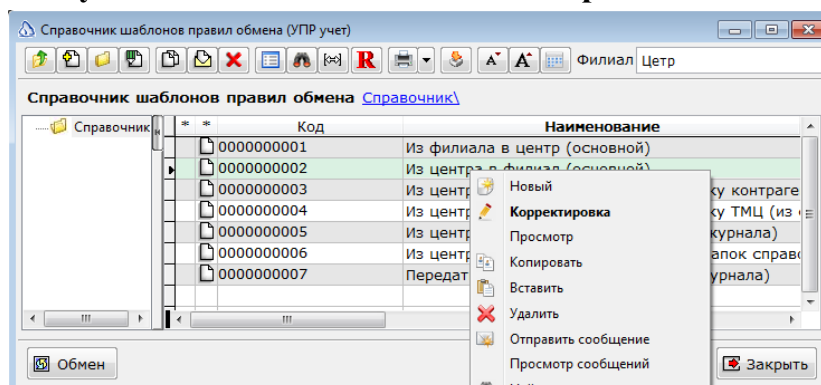 Справочник шаблонов правил обмена (УПР учет)
Филиал Цетр
Справочник шаблонов правил обмена Справочник\
Справочник
* * Код Наименование
0000000001 Из филиала в центр (основной)
0000000002 Из центра в филиал (основной)
0000000003 Из центр ку контраге
0000000004 Из центр ку ТМЦ (из
0000000005 Из центр курнала)
0000000006 Из центр апок справо
0000000007 Передат урнала)
Новый
Корректировка
Просмотр
Копировать
Вставить
Удалить
Отправить сообщение
Просмотр сообщений
Обмен
Закрыть